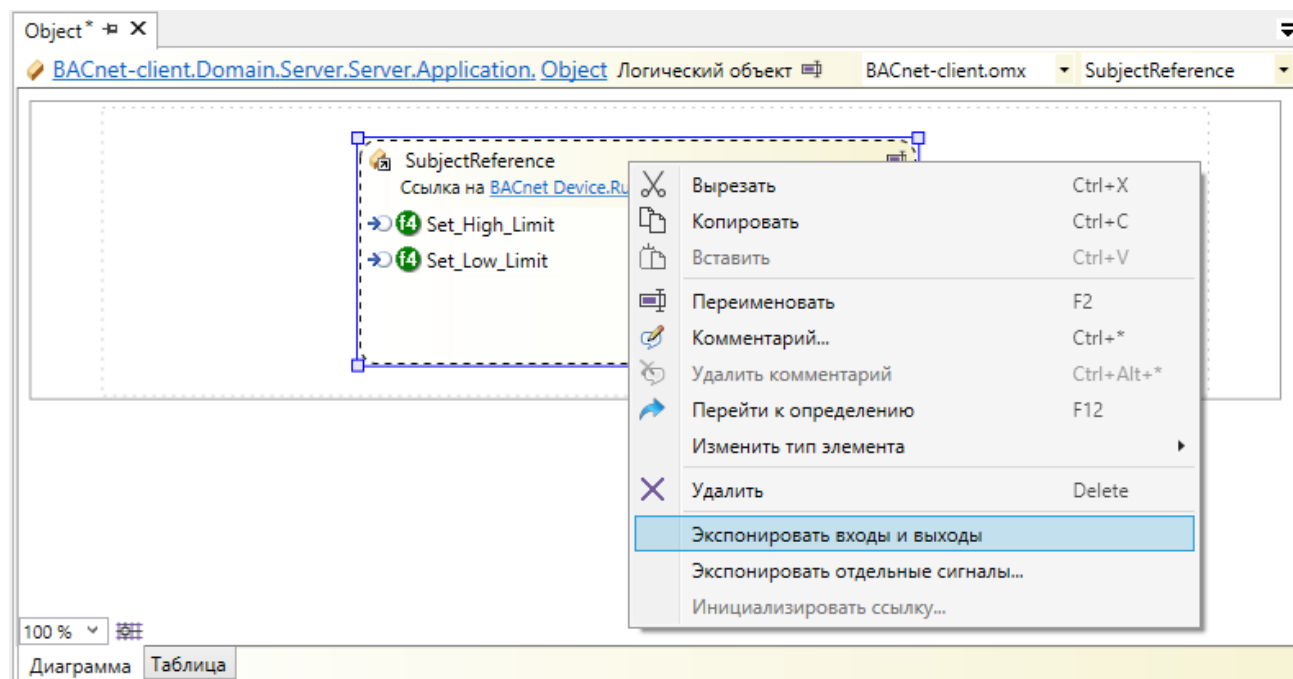 Object*
BACnet-client.Domain.Server.Server.Application. Object Логический объект BACnet-client.omx SubjectReference
SubjectReference
Ссылка на BACnet Device.Ru
f4 Set_High_Limit
f4 Set_Low_Limit
Вырезать Ctrl+X
Копировать Ctrl+C
Вставить Ctrl+V
Переименовать F2
Комментарий... Ctrl+*
Удалить комментарий Ctrl+Alt+*
Перейти к определению F12
Изменить тип элемента
Удалить Delete
Экспонировать входы и выходы
Экспонировать отдельные сигналы...
Инициализировать ссылку...
100 %
Диаграмма Таблица